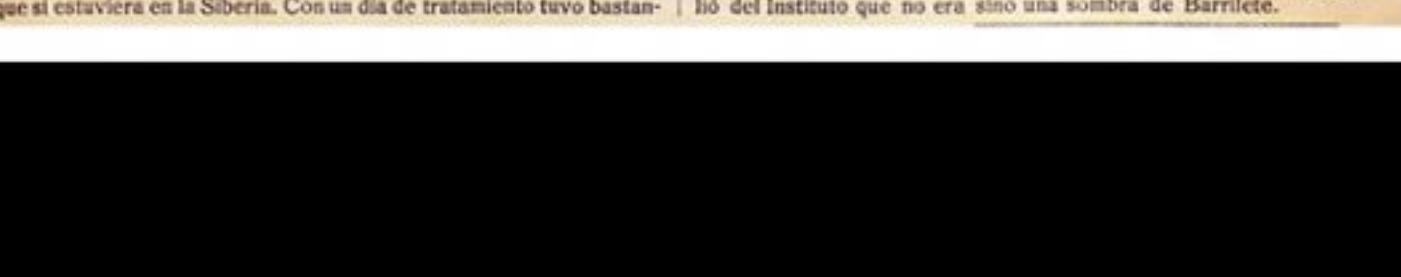 que si estuviera en la Siberia. Con un día de tratamiento tuvo bastan-
lió del Instituto que no era sino una sombra de Barrilete.